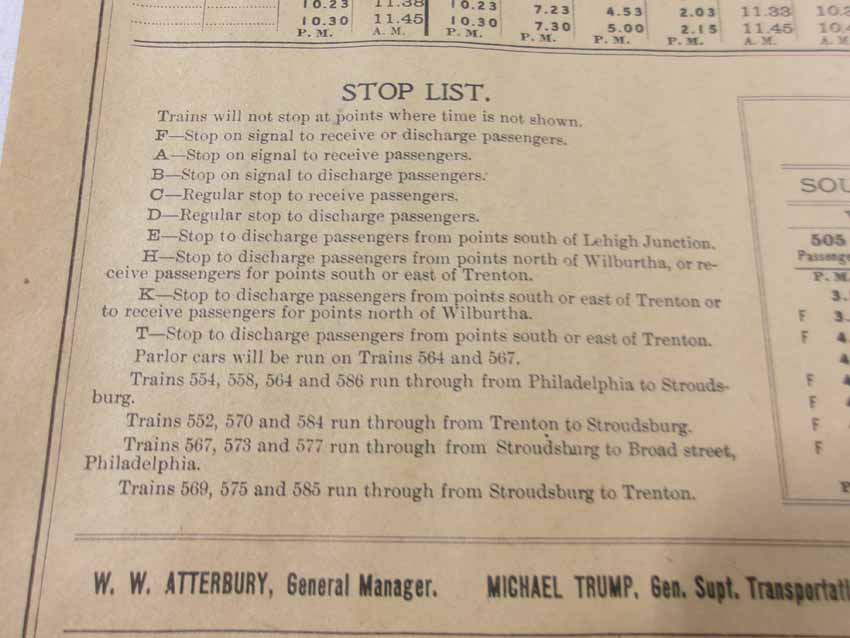 10.23 11.38 10.23 7.23 4.53 2.03 11.33
10.30 11.45 10.30 7.30 5.00 2.15 11.45
P. M. A. M. P. M. P. M. P. M. P. M. A. M.
STOP LIST.
Trains will not stop at points where time is not shown.
F—Stop on signal to receive or discharge passengers.
A—Stop on signal to receive passengers.
B—Stop on signal to discharge passengers.
C—Regular stop to receive passengers.
D—Regular stop to discharge passengers.
E—Stop to discharge passengers from points south of Lehigh Junction.
H—Stop to discharge passengers from points north of Wilburtha, or re-
ceive passengers for points south or east of Trenton.
K—Stop to discharge passengers from points south or east of Trenton or
to receive passengers for points north of Wilburtha.
T—Stop to discharge passengers from points south or east of Trenton.
Parlor cars will be run on Trains 564 and 567.
Trains 554, 558, 564 and 586 run through from Philadelphia to Strouds-
burg.
Trains 552, 570 and 584 run through from Trenton to Stroudsburg.
Trains 567, 573 and 577 run through from Stroudsburg to Broad street,
Philadelphia.
Trains 569, 575 and 585 run through from Stroudsburg to Trenton.
SOU
505
Passenge
P. M.
3.
F 3.
F 4
4
F 4
F 4
F 4
F
W. W. ATTERBURY, General Manager. MICHAEL TRUMP, Gen. Supt. Transportati